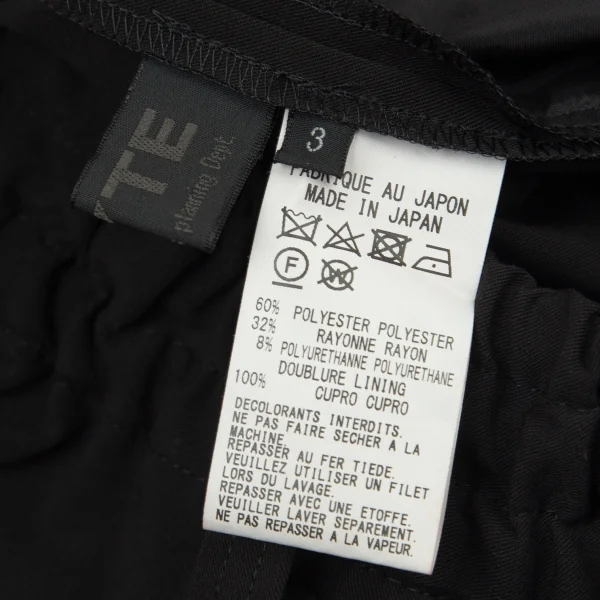 TE
Planning Dept.
3
FABRIQUE AU JAPON
MADE IN JAPAN
F
W
60% POLYESTER POLYESTER
32% RAYONNE RAYON
8% POLYURETHANNE POLYURETHANE
DOUBLURE LINING
100% CUPRO CUPRO
DECOLORANTS INTERDITS.
NE PAS FAIRE SECHER A LA
MACHINE.
REPASSER AU FER TIEDE.
VEUILLEZ UTILISER UN FILET
LORS DU LAVAGE.
REPASSER AVEC UNE ETOFFE.
VEUILLER LAVER SEPAREMENT.
NE PAS REPASSER A LA VAPEUR